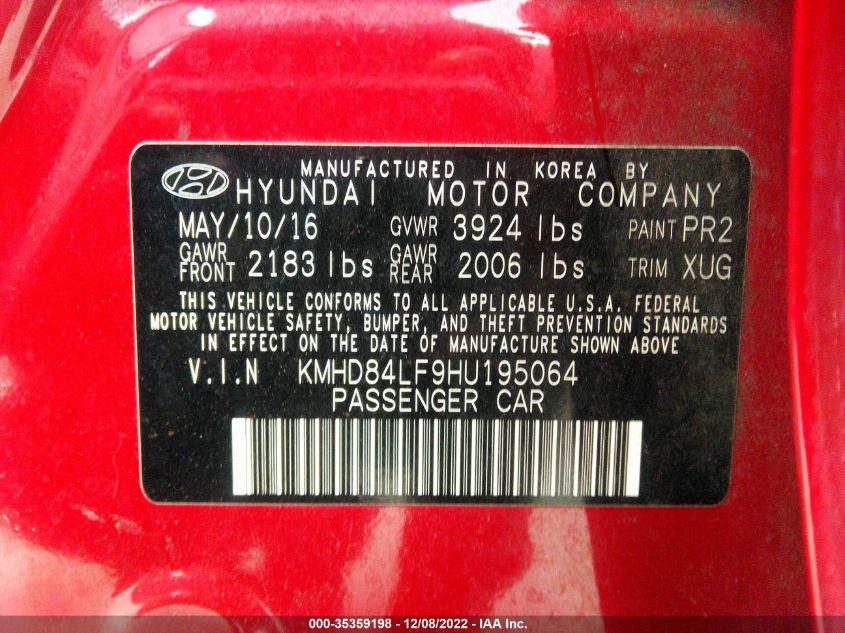 MANUFACTURED IN KOREA BY
HYUNDAI MOTOR COMPANY
MAY/10/16 GVWR 3924 lbs PAINT PR2
GAWR FRONT 2183 lbs GAWR REAR 2006 lbs TRIM XUG
THIS VEHICLE CONFORMS TO ALL APPLICABLE U.S.A. FEDERAL
MOTOR VEHICLE SAFETY, BUMPER, AND THEFT PREVENTION STANDARDS
IN EFFECT ON THE DATE OF MANUFACTURE SHOWN ABOVE
V.I.N KMHD84LF9HU195064
PASSENGER CAR
000-35359198 - 12/08/2022 - IAA Inc.